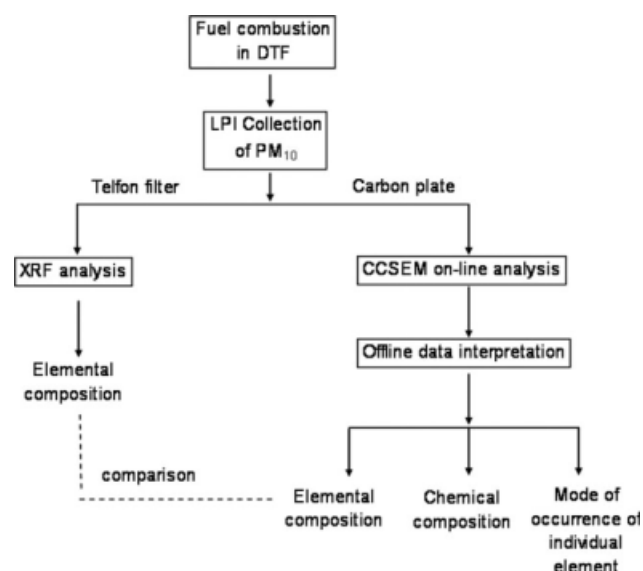 Fuel combustion
in DTF
LPI Collection
of PM₁₀
Telfon filter
Carbon plate
XRF analysis
CCSEM on-line analysis
Elemental
composition
Offline data interpretation
comparison
Elemental
composition
Chemical
composition
Mode of
occurrence of
individual
element